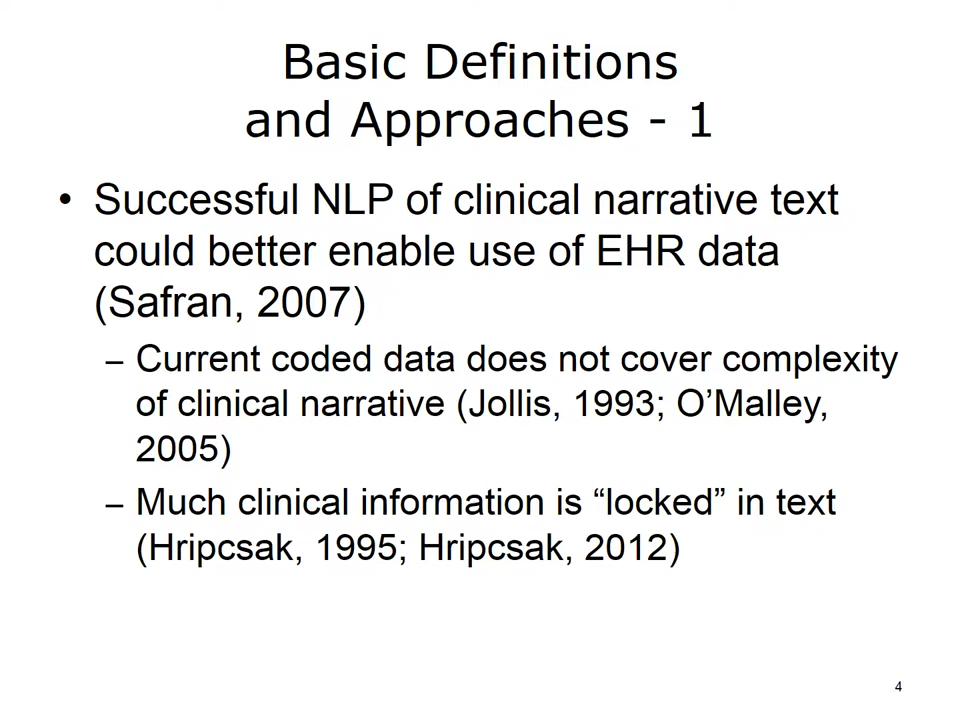 Basic Definitions
and Approaches - 1
• Successful NLP of clinical narrative text
could better enable use of EHR data
(Safran, 2007)
– Current coded data does not cover complexity
of clinical narrative (Jollis, 1993; O’Malley,
2005)
– Much clinical information is “locked” in text
(Hripcsak, 1995; Hripcsak, 2012)
4